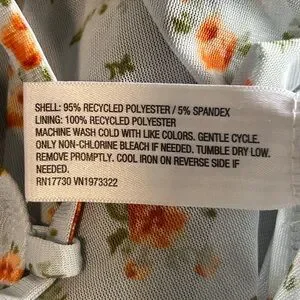 SHELL: 95% RECYCLED POLYESTER / 5% SPANDEX
LINING: 100% RECYCLED POLYESTER
MACHINE WASH COLD WITH LIKE COLORS. GENTLE CYCLE.
ONLY NON-CHLORINE BLEACH IF NEEDED. TUMBLE DRY LOW.
REMOVE PROMPTLY. COOL IRON ON REVERSE SIDE IF
NEEDED.
RN17730 VN1973322